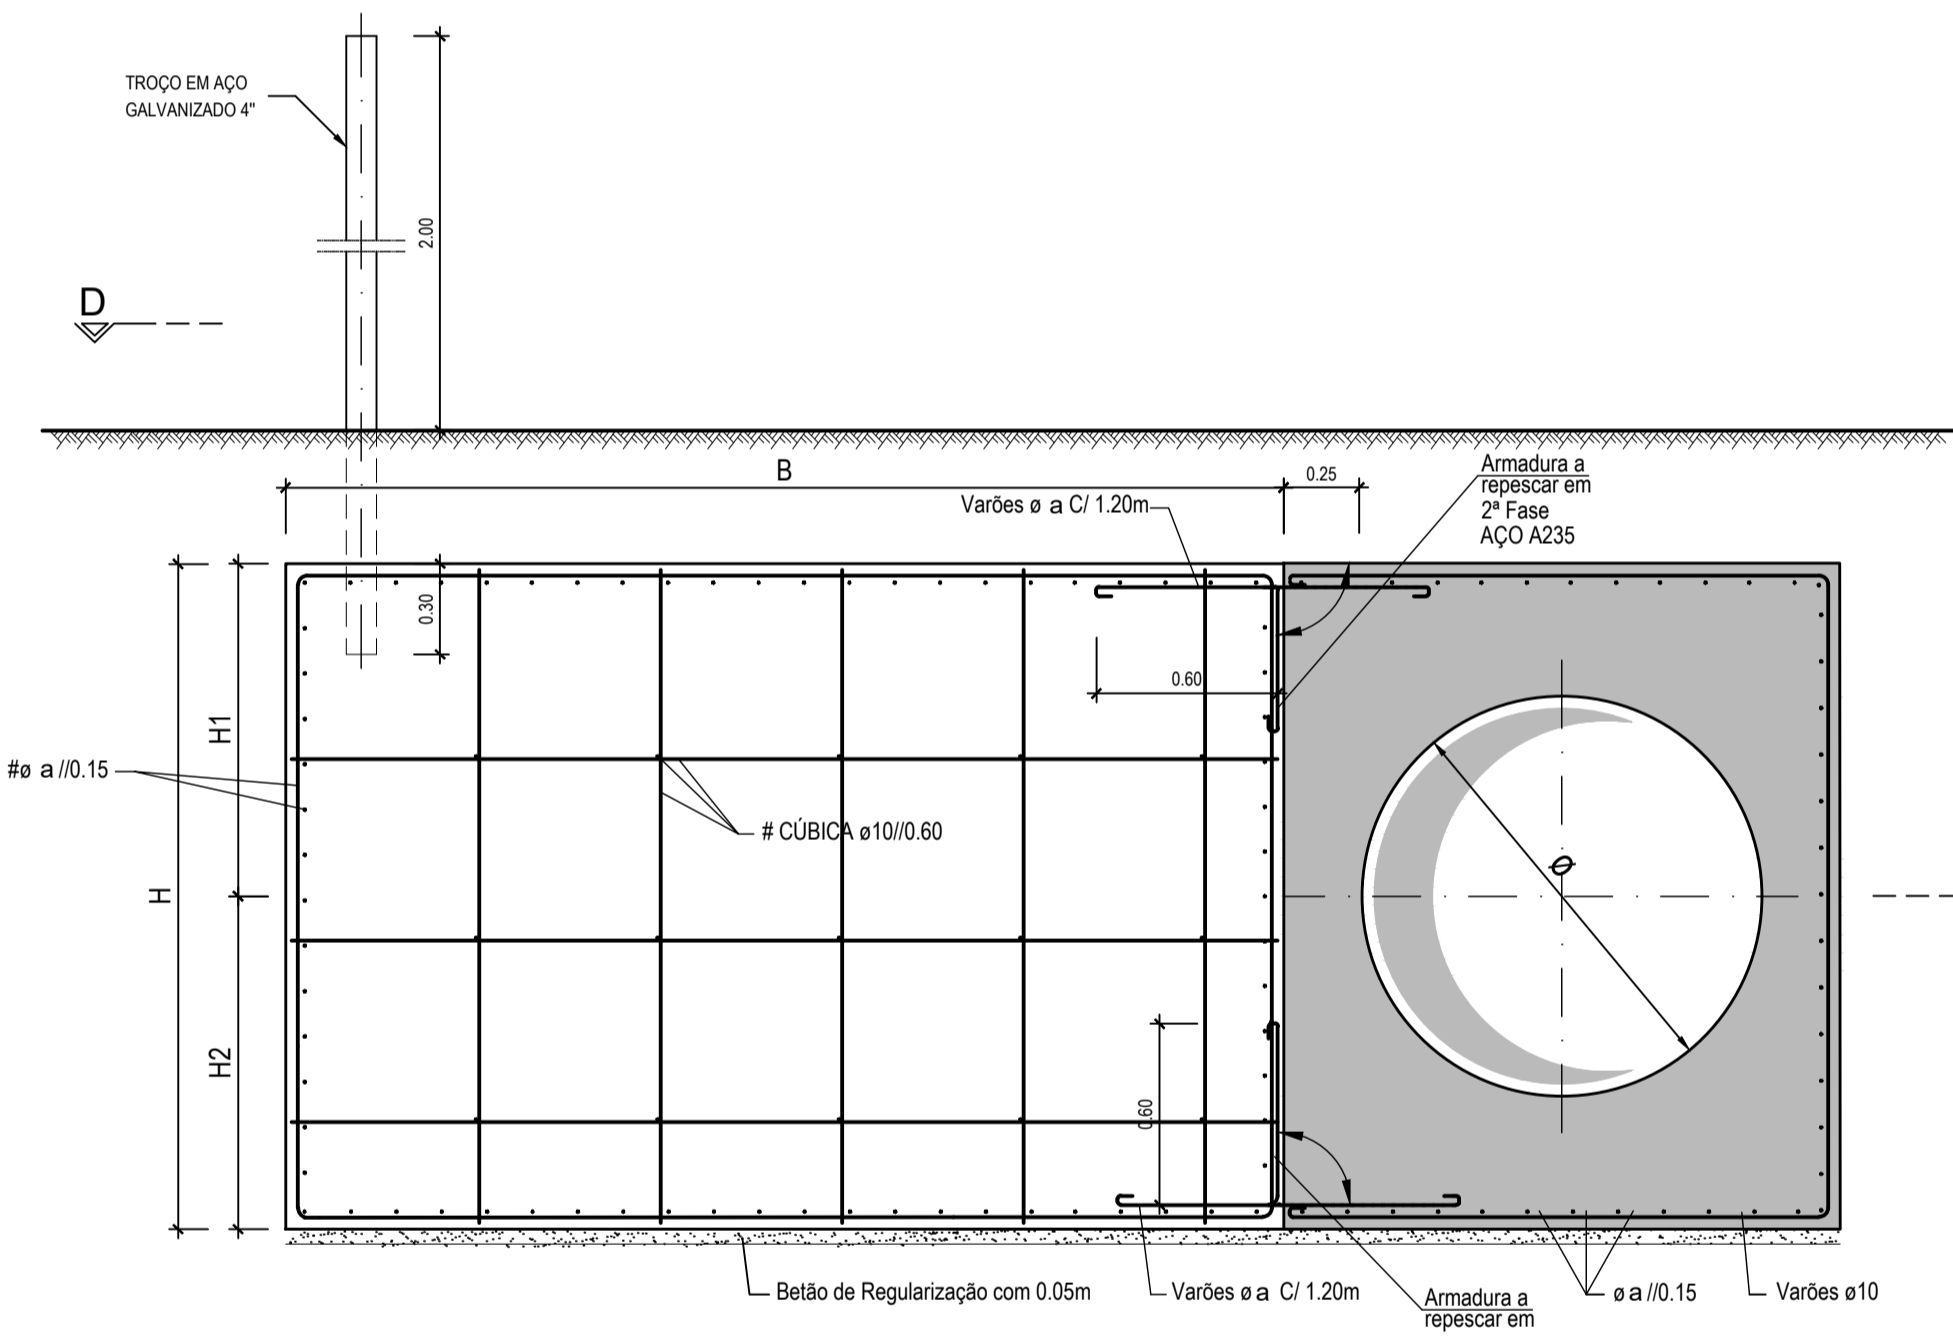 TROÇO EM AÇO
GALVANIZADO 4"
2.00
D
B
0.25
Armadura a
repescar em
2ª Fase
AÇO A235
Varões ø a C/ 1.20m
0.30
0.60
H1
#ø a //0.15
# CÚBICA ø10//0.60
H
Ø
H2
0.60
Betão de Regularização com 0.05m
Varões ø a C/ 1.20m
Armadura a
repescar em
ø a //0.15
Varões ø10